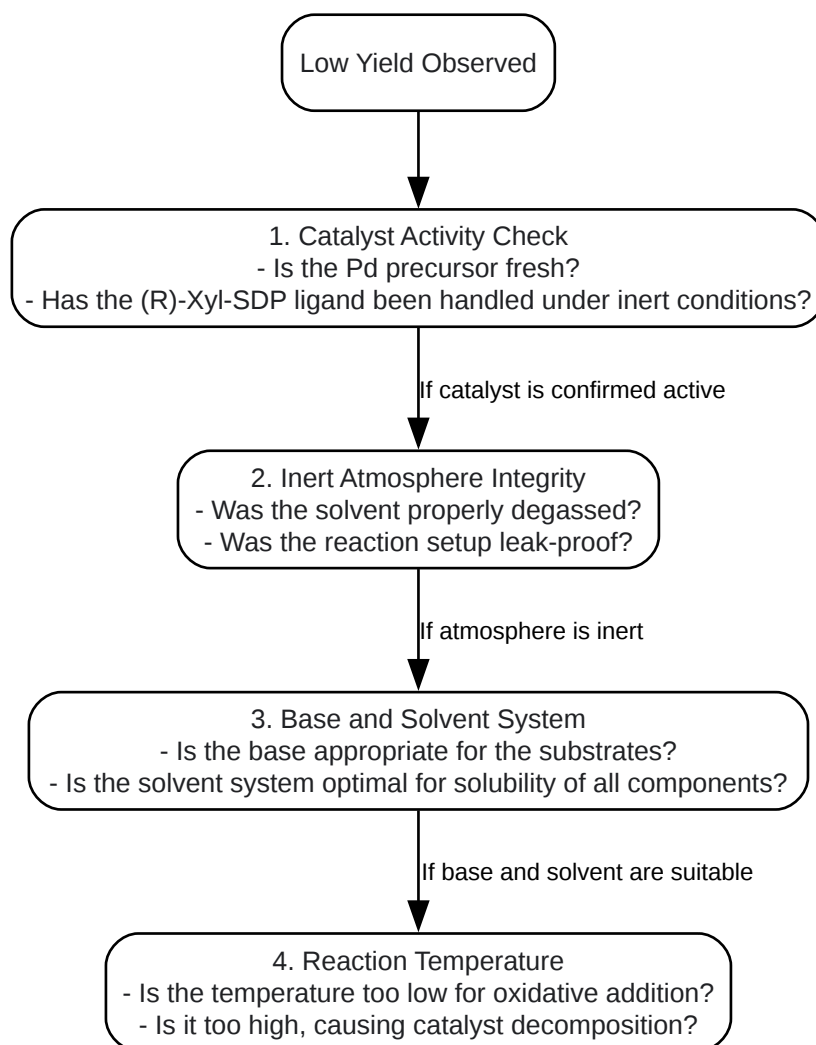 Low Yield Observed
1. Catalyst Activity Check
- Is the Pd precursor fresh?
- Has the (R)-Xyl-SDP ligand been handled under inert conditions?
If catalyst is confirmed active
2. Inert Atmosphere Integrity
- Was the solvent properly degassed?
- Was the reaction setup leak-proof?
If atmosphere is inert
3. Base and Solvent System
- Is the base appropriate for the substrates?
- Is the solvent system optimal for solubility of all components?
If base and solvent are suitable
4. Reaction Temperature
- Is the temperature too low for oxidative addition?
- Is it too high, causing catalyst decomposition?